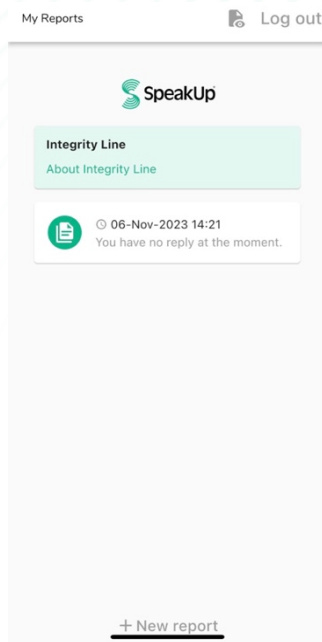 My Reports
Log out
SpeakUp
Integrity Line
About Integrity Line
06-Nov-2023 14:21
You have no reply at the moment.
+ New report